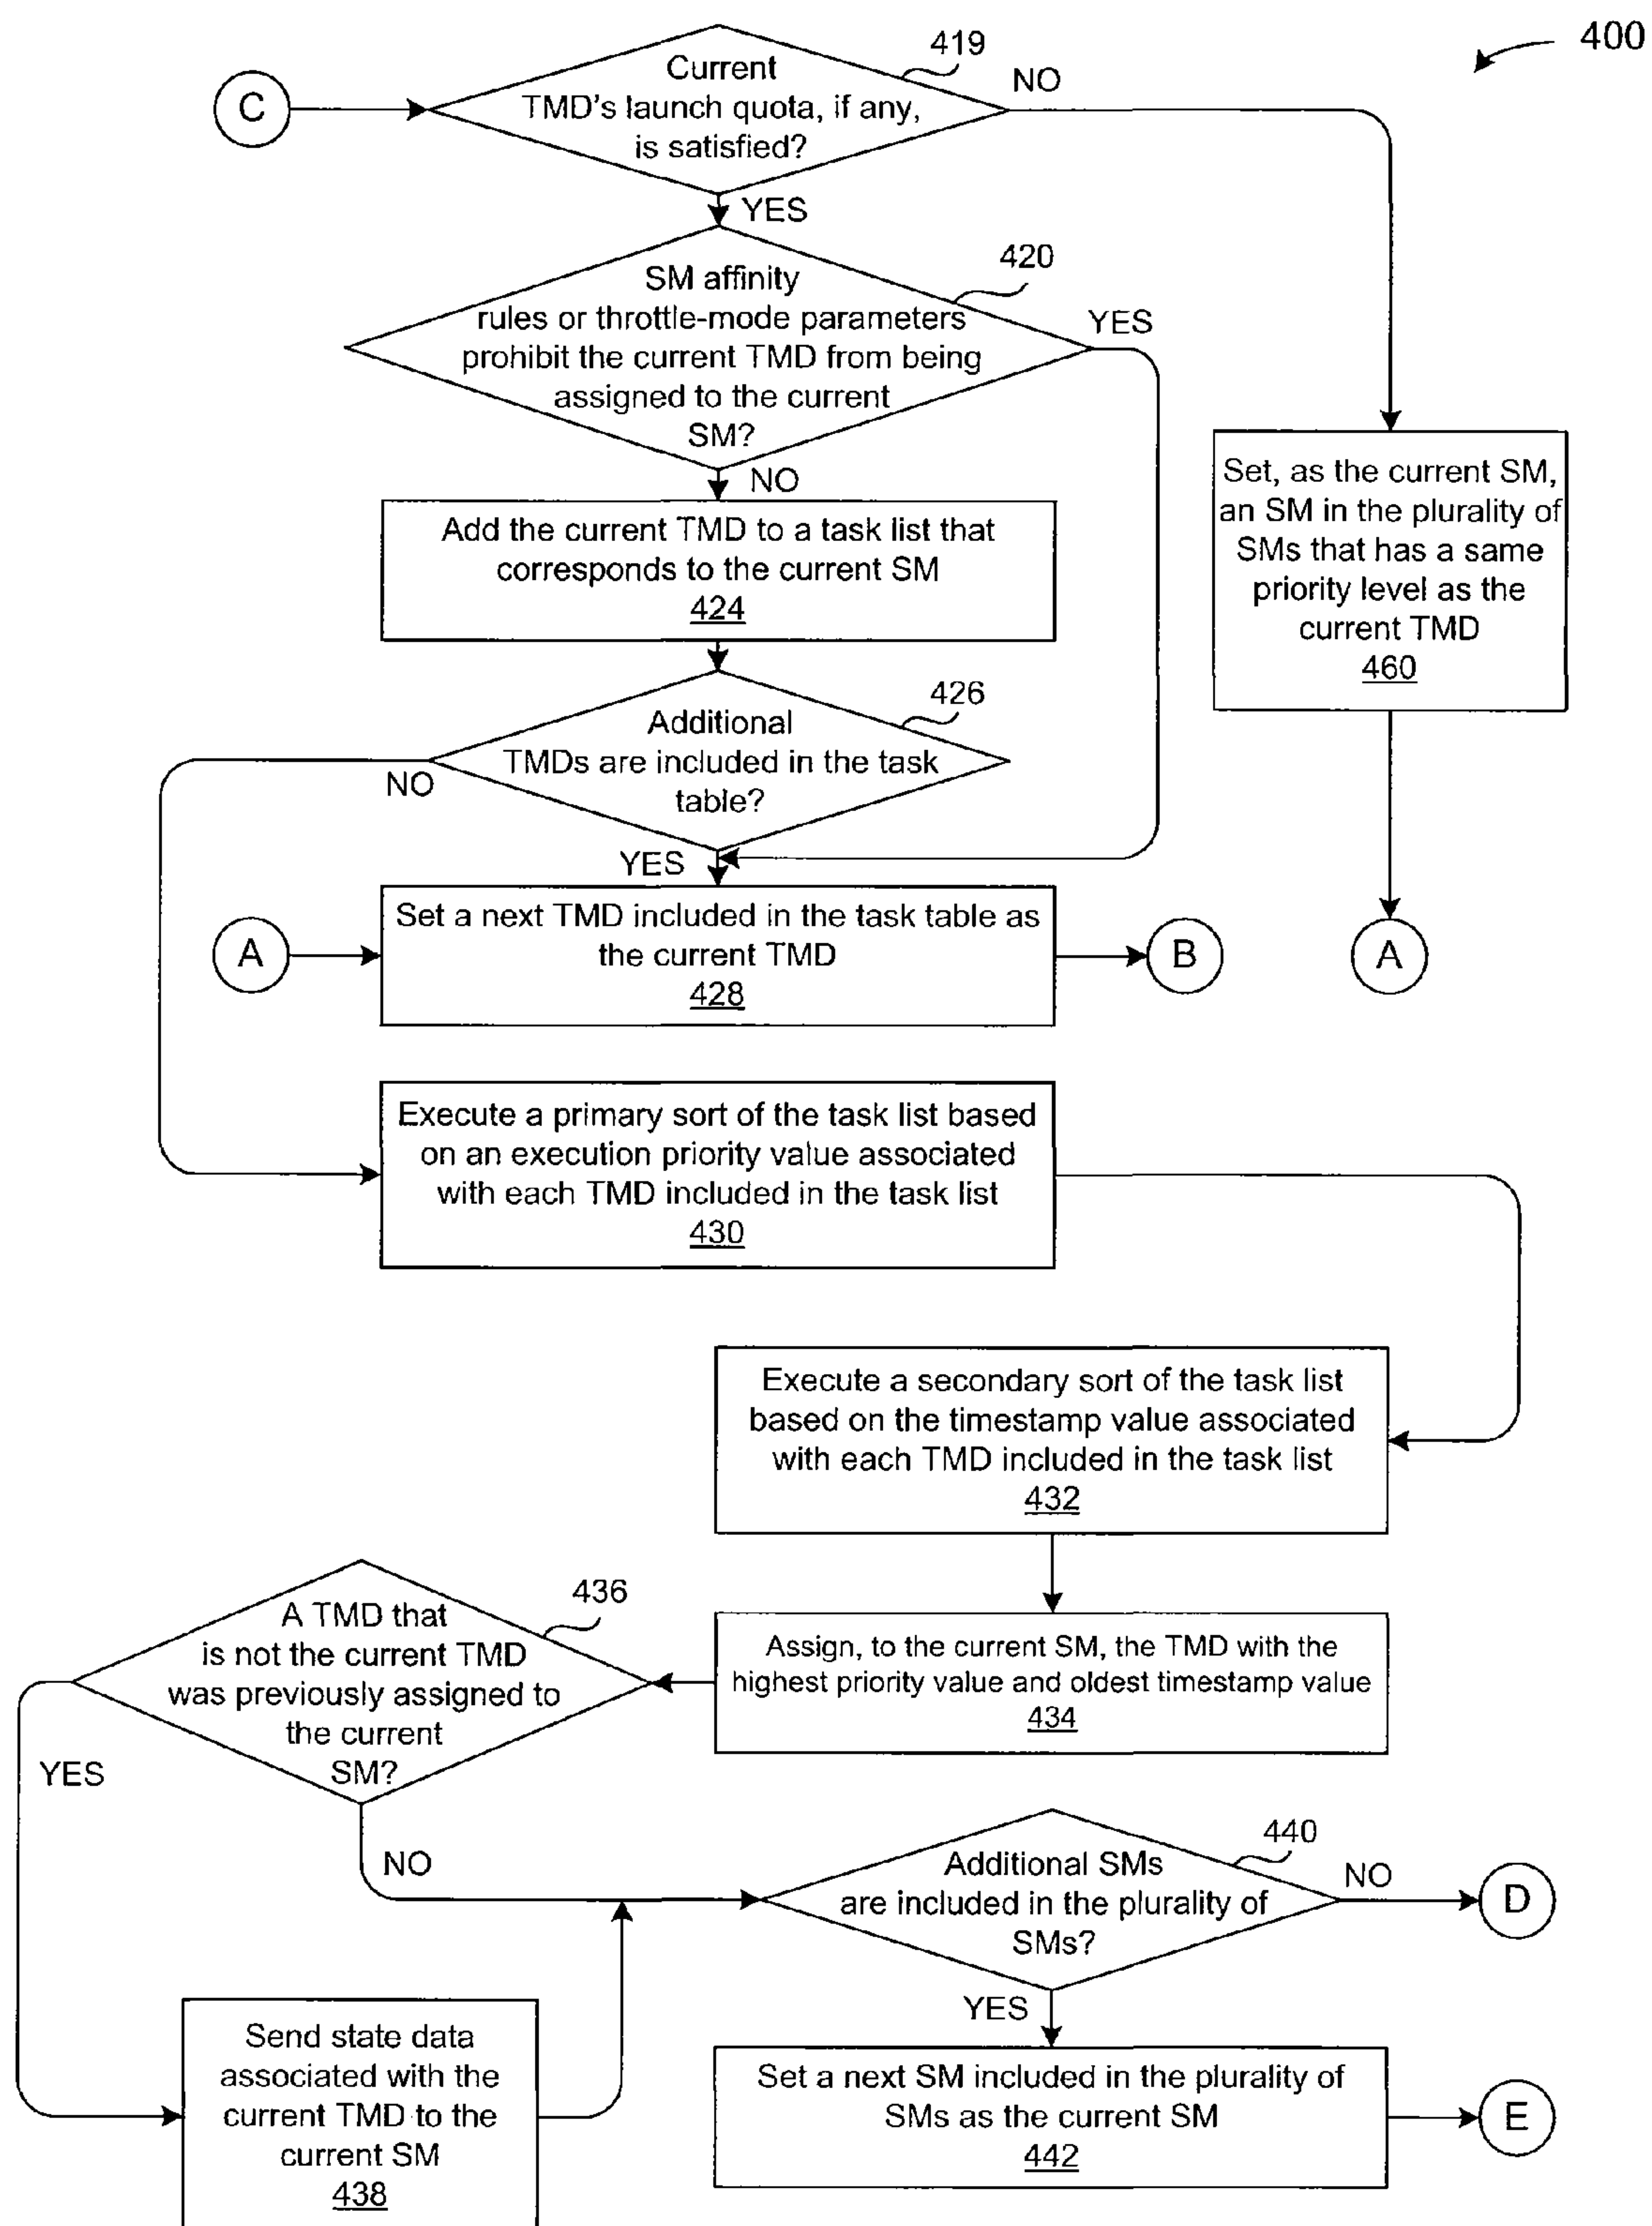 400
419
C
Current
TMD's launch quota, if any,
is satisfied?
NO
YES
420
SM affinity
rules or throttle-mode parameters
prohibit the current TMD from being
assigned to the current
SM?
YES
NO
Set, as the current SM,
an SM in the plurality of
SMs that has a same
priority level as the
current TMD
460
Add the current TMD to a task list that
corresponds to the current SM
424
426
Additional
TMDs are included in the task
table?
NO
YES
A
Set a next TMD included in the task table as
the current TMD
428
B
A
Execute a primary sort of the task list based
on an execution priority value associated
with each TMD included in the task list
430
Execute a secondary sort of the task list
based on the timestamp value associated
with each TMD included in the task list
432
436
A TMD that
is not the current TMD
was previously assigned to
the current
SM?
Assign, to the current SM, the TMD with the
highest priority value and oldest timestamp value
434
YES
NO
440
Additional SMs
are included in the plurality of
SMs?
NO
D
YES
Send state data
associated with the
current TMD to the
current SM
438
Set a next SM included in the plurality of
SMs as the current SM
442
E